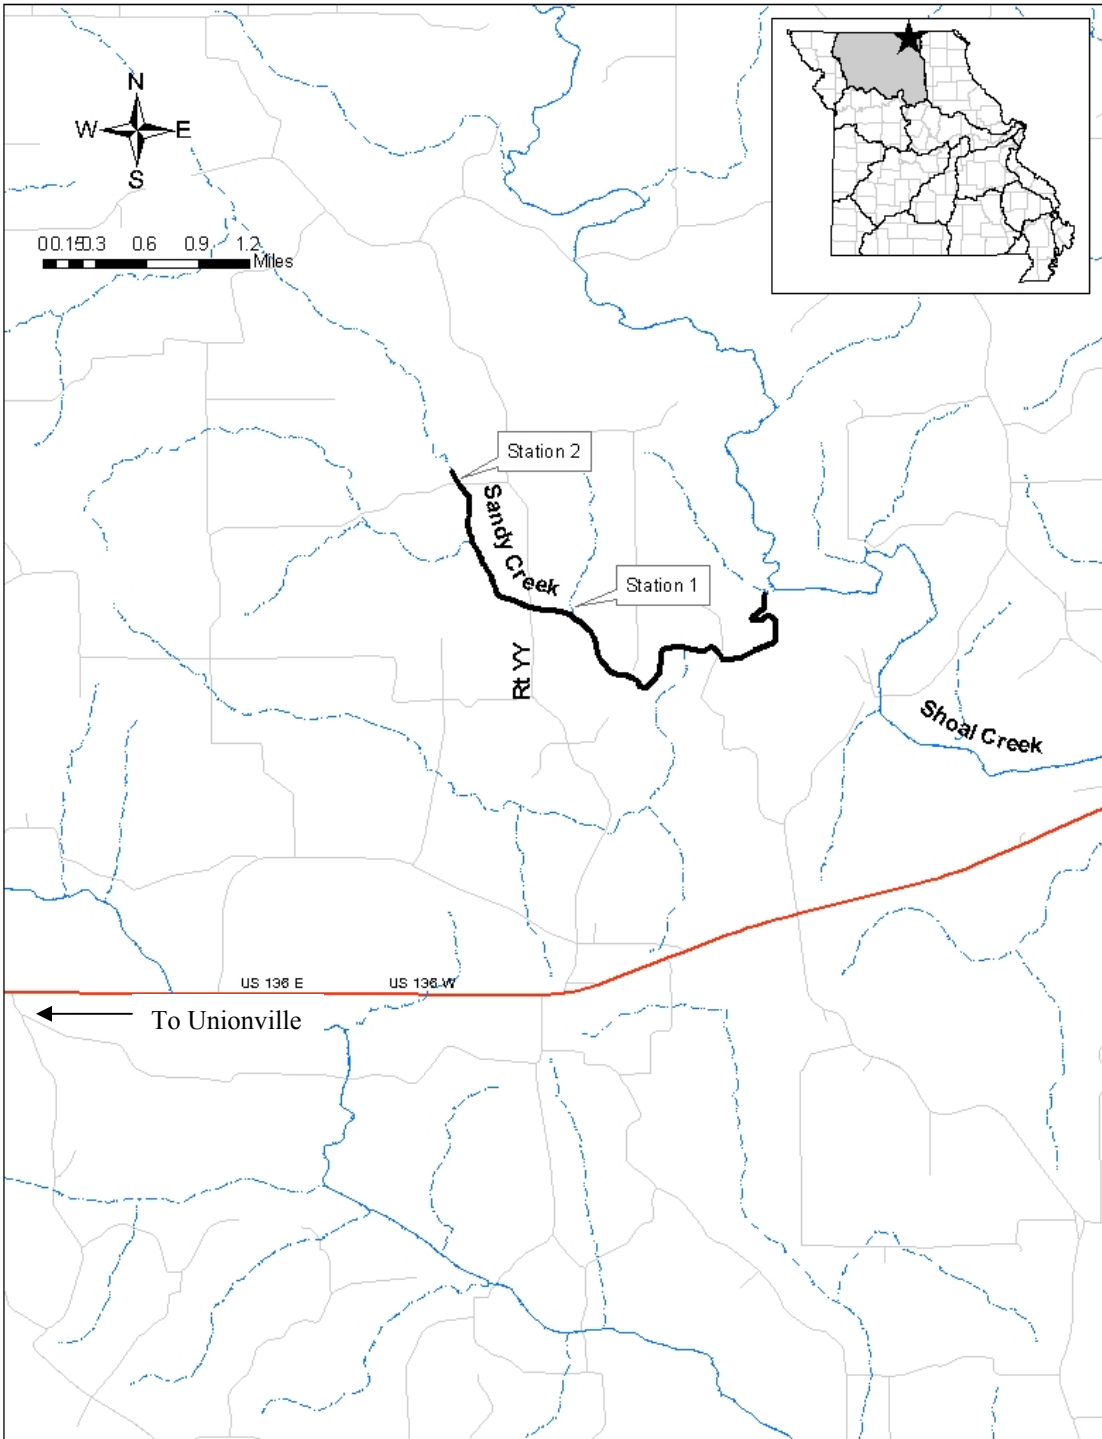 N
W E
S
0 0.15 0.3 0.6 0.9 1.2
Miles
Station 2
Sandy Creek
Station 1
Rt YY
Shoal Creek
US 136 E
US 136 W
To Unionville